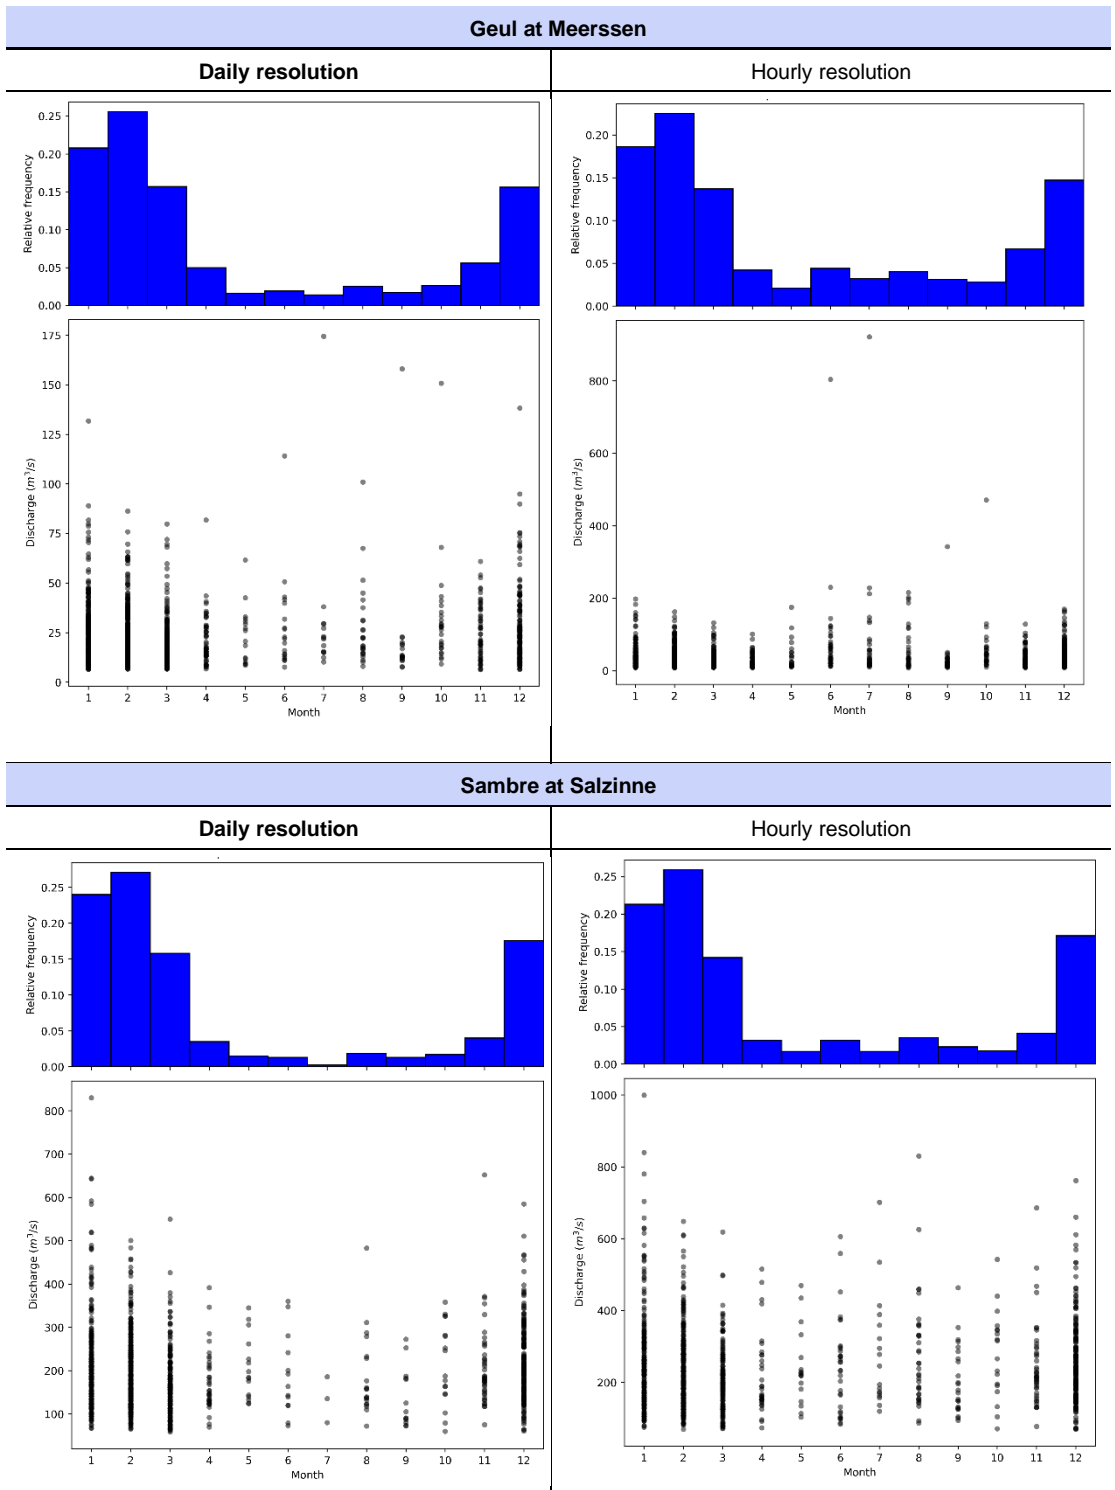 Geul at Meerssen
Daily resolution
Hourly resolution
0.25
0.20
0.15
0.10
0.05
0.00
Relative frequency
175
150
125
100
75
50
25
0
Discharge (m³/s)
1 2 3 4 5 6 7 8 9 10 11 12
Month
0.20
0.15
0.10
0.05
0.00
Relative frequency
800
600
400
200
0
Discharge (m³/s)
1 2 3 4 5 6 7 8 9 10 11 12
Month
Sambre at Salzinne
Daily resolution
Hourly resolution
0.25
0.20
0.15
0.10
0.05
0.00
Relative frequency
800
700
600
500
400
300
200
100
Discharge (m³/s)
1 2 3 4 5 6 7 8 9 10 11 12
Month
0.25
0.20
0.15
0.10
0.05
0.00
Relative frequency
1000
800
600
400
200
Discharge (m³/s)
1 2 3 4 5 6 7 8 9 10 11 12
Month